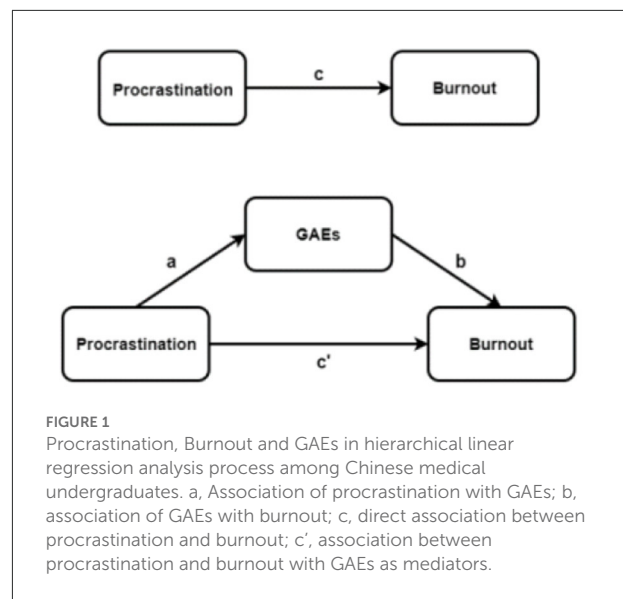 c
Procrastination
Burnout
GAEs
a
b
Procrastination
Burnout
c'
FIGURE 1
Procrastination, Burnout and GAEs in hierarchical linear
regression analysis process among Chinese medical
undergraduates. a, Association of procrastination with GAEs; b,
association of GAEs with burnout; c, direct association between
procrastination and burnout; c′, association between
procrastination and burnout with GAEs as mediators.